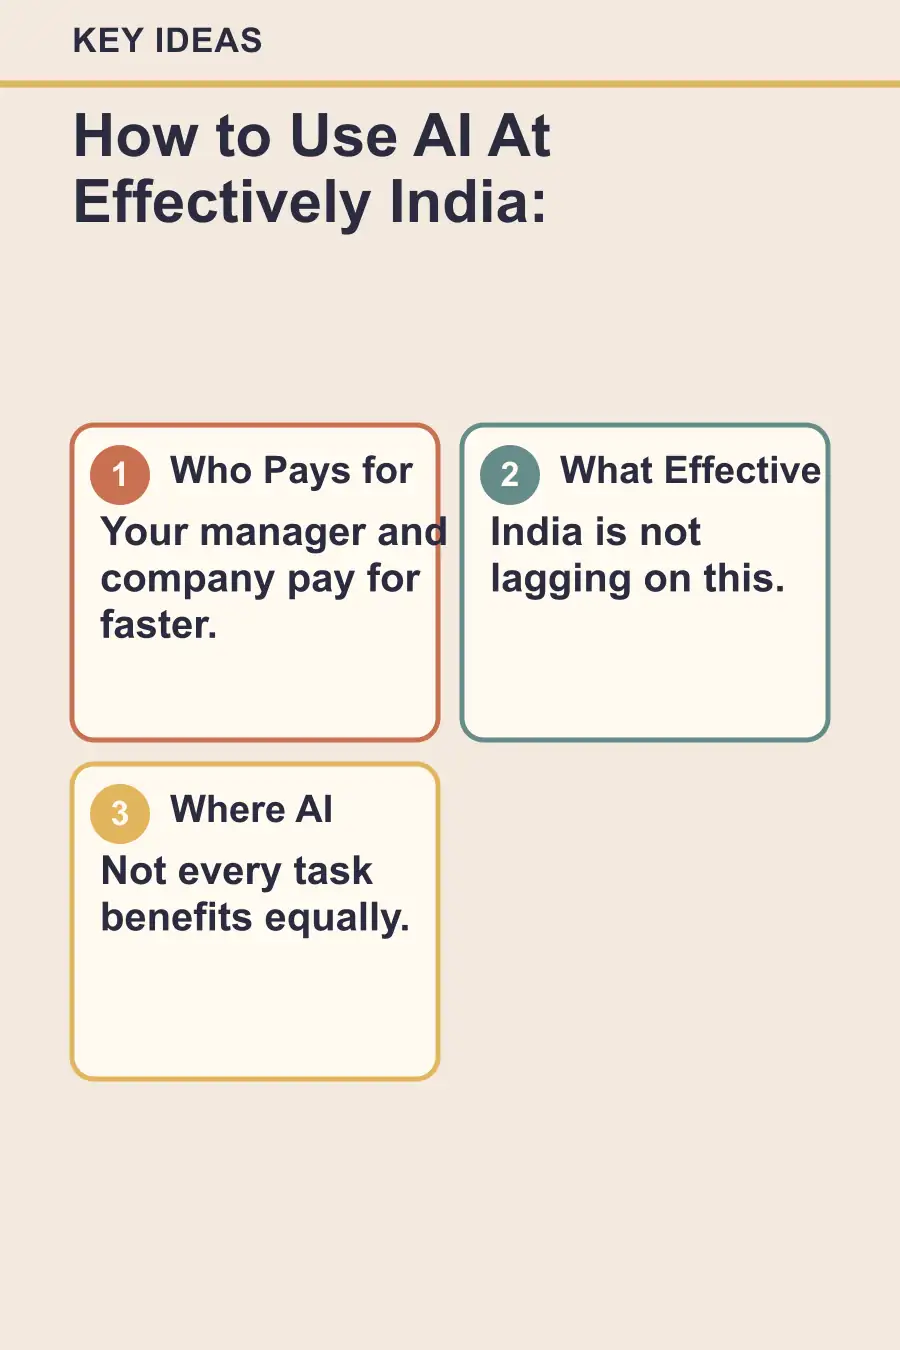 KEY IDEAS
How to Use AI At
Effectively India:
1 Who Pays for
Your manager and
company pay for
faster.
2 What Effective
India is not
lagging on this.
3 Where AI
Not every task
benefits equally.